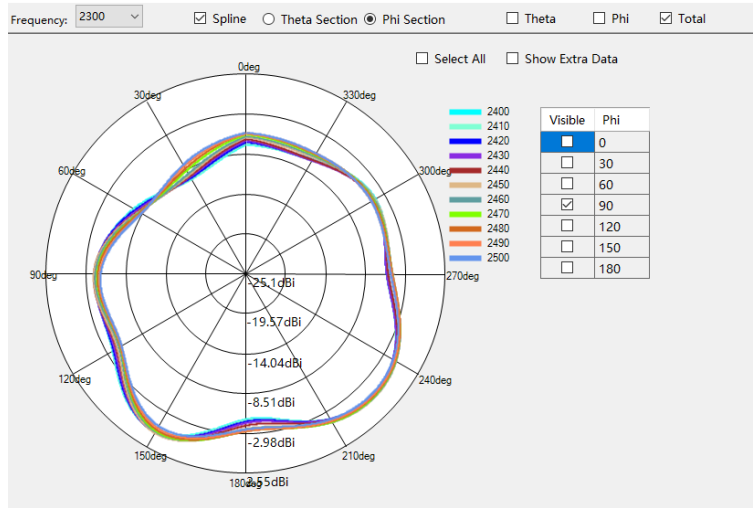 Frequency: 2300 Spline Theta Section Phi Section Theta Phi Total
Select All Show Extra Data
0deg
30deg
330deg
60deg
300deg
90deg
270deg
120deg
240deg
150deg
210deg
180deg
-25.1dBi
-19.57dBi
-14.04dBi
-8.51dBi
-2.98dBi
2400
2410
2420
2430
2440
2450
2460
2470
2480
2490
2500
Visible Phi
0
30
60
90
120
150
180